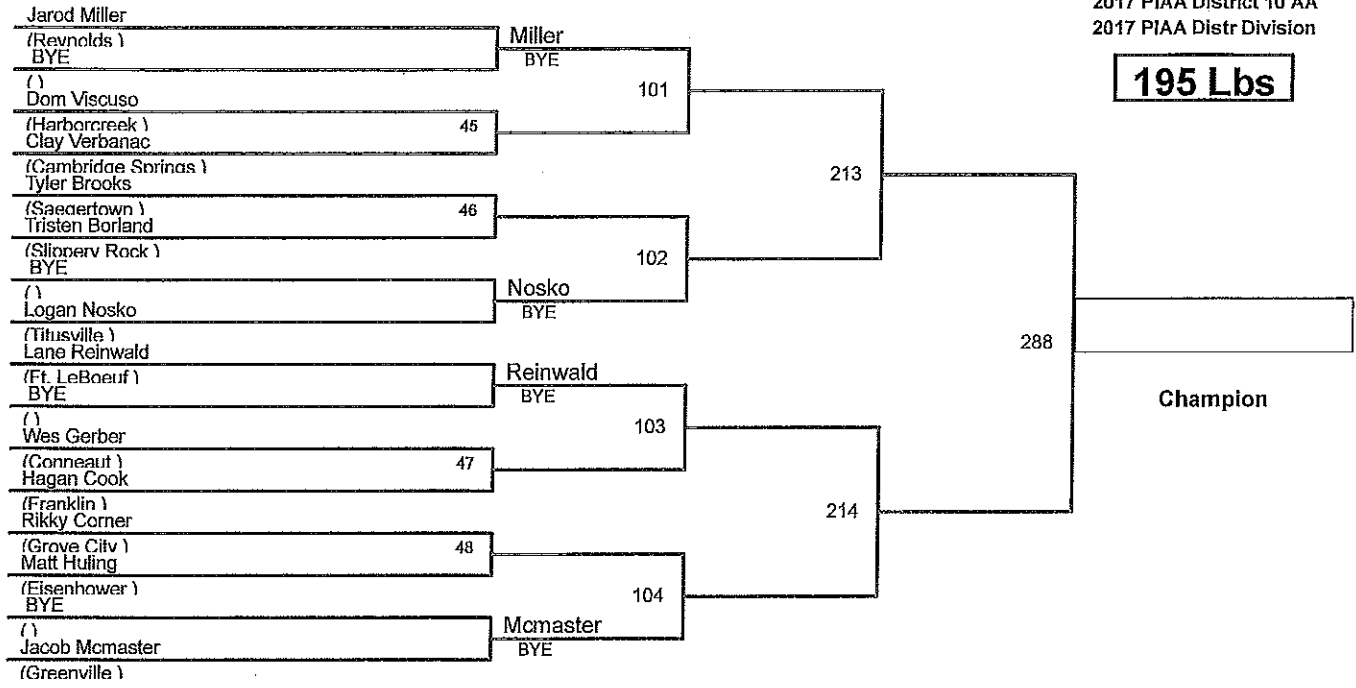 2017 PIAA District 10 AA
2017 PIAA Distr Division
195 Lbs
Jarod Miller
(Reynolds )
BYE
( )
Dom Viscuso
(Harborcreek )
Clay Verbanac
(Cambridge Springs )
Tyler Brooks
(Saegertown )
Tristen Borland
(Slippery Rock )
BYE
( )
Logan Nosko
(Titusville )
Lane Reinwald
(Ft. LeBoeuf )
BYE
( )
Wes Gerber
(Conneaut )
Hagan Cook
(Franklin )
Rikky Corner
(Grove City )
Matt Huling
(Eisenhower )
BYE
( )
Jacob Mcmaster
(Greenville )
Miller
BYE
45
46
Nosko
BYE
Reinwald
BYE
47
48
Mcmaster
BYE
101
102
103
104
213
214
288
Champion